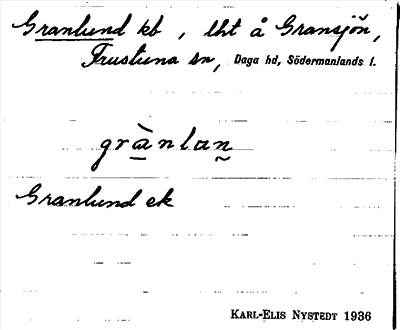 Granlund kb , lht å Gransjön,
Frustuna sn, Daga hd, Södermanlands l.
grànlan̰
Granlund ek
KARL-ELIS NYSTEDT 1936